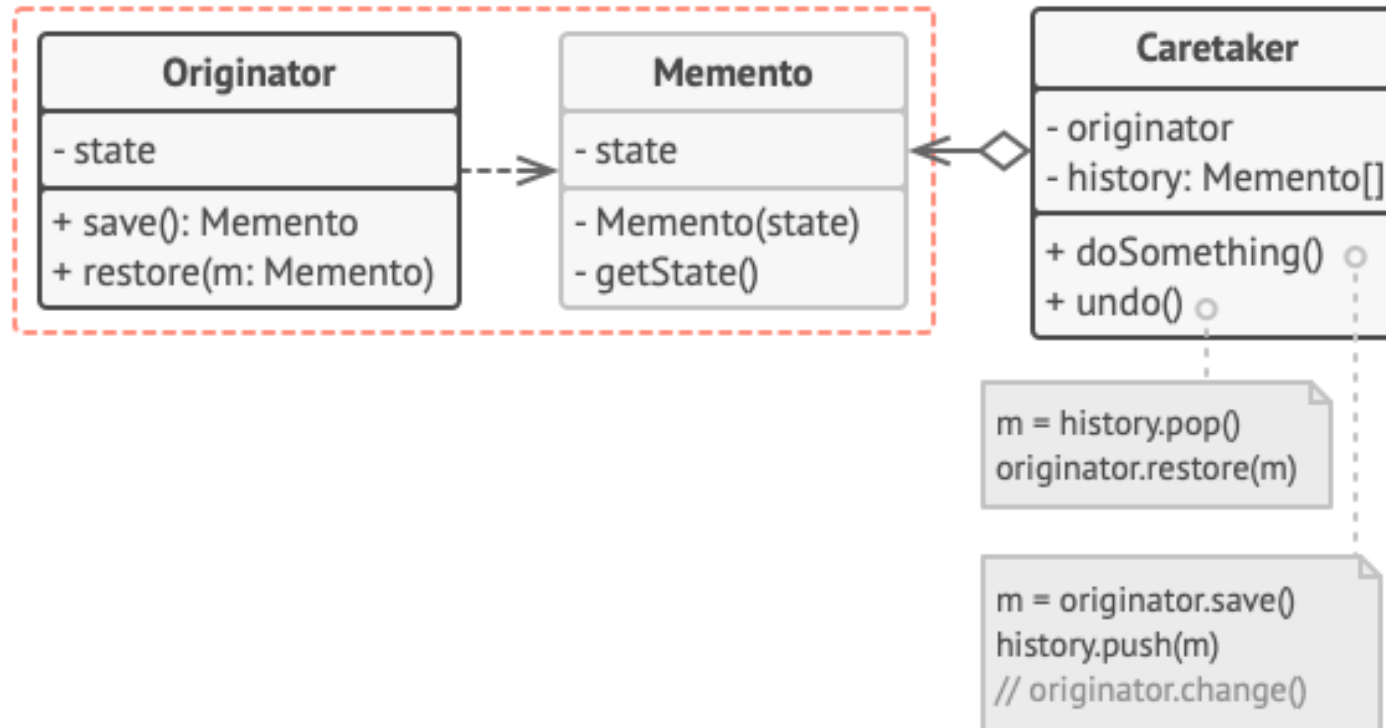 Originator
- state
+ save(): Memento
+ restore(m: Memento)
Memento
- state
- Memento(state)
- getState()
Caretaker
- originator
- history: Memento[]
+ doSomething()
+ undo()
m = history.pop()
originator.restore(m)
m = originator.save()
history.push(m)
// originator.change()